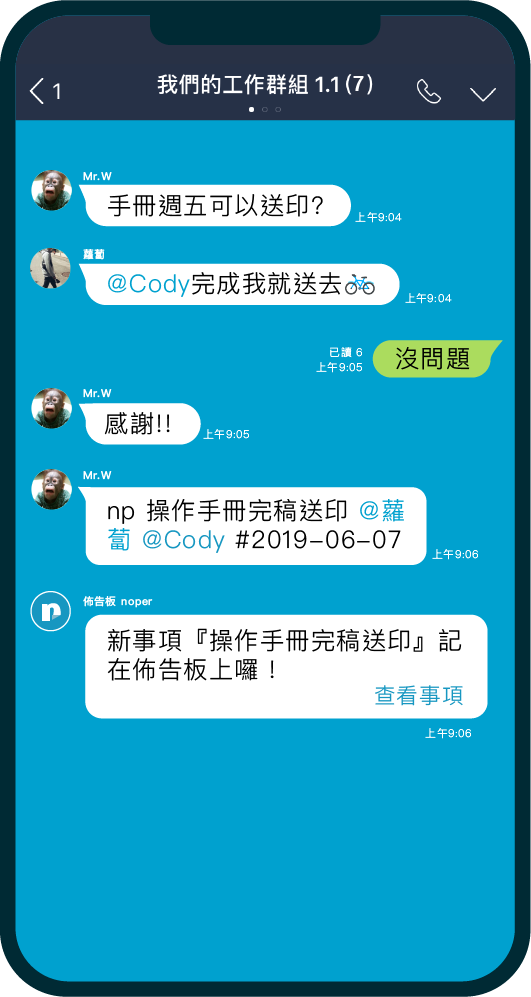 1
我們的工作群組 1.1 (7)
Mr.W
手冊週五可以送印?
上午9:04
蘿蔔
@Cody完成我就送去
上午9:04
已讀 6
上午9:05
沒問題
Mr.W
感謝!!
上午9:05
Mr.W
np 操作手冊完稿送印 @蘿
蔔 @Cody #2019-06-07
上午9:06
佈告板 noper
新事項『操作手冊完稿送印』記
在佈告板上囉！
查看事項
上午9:06